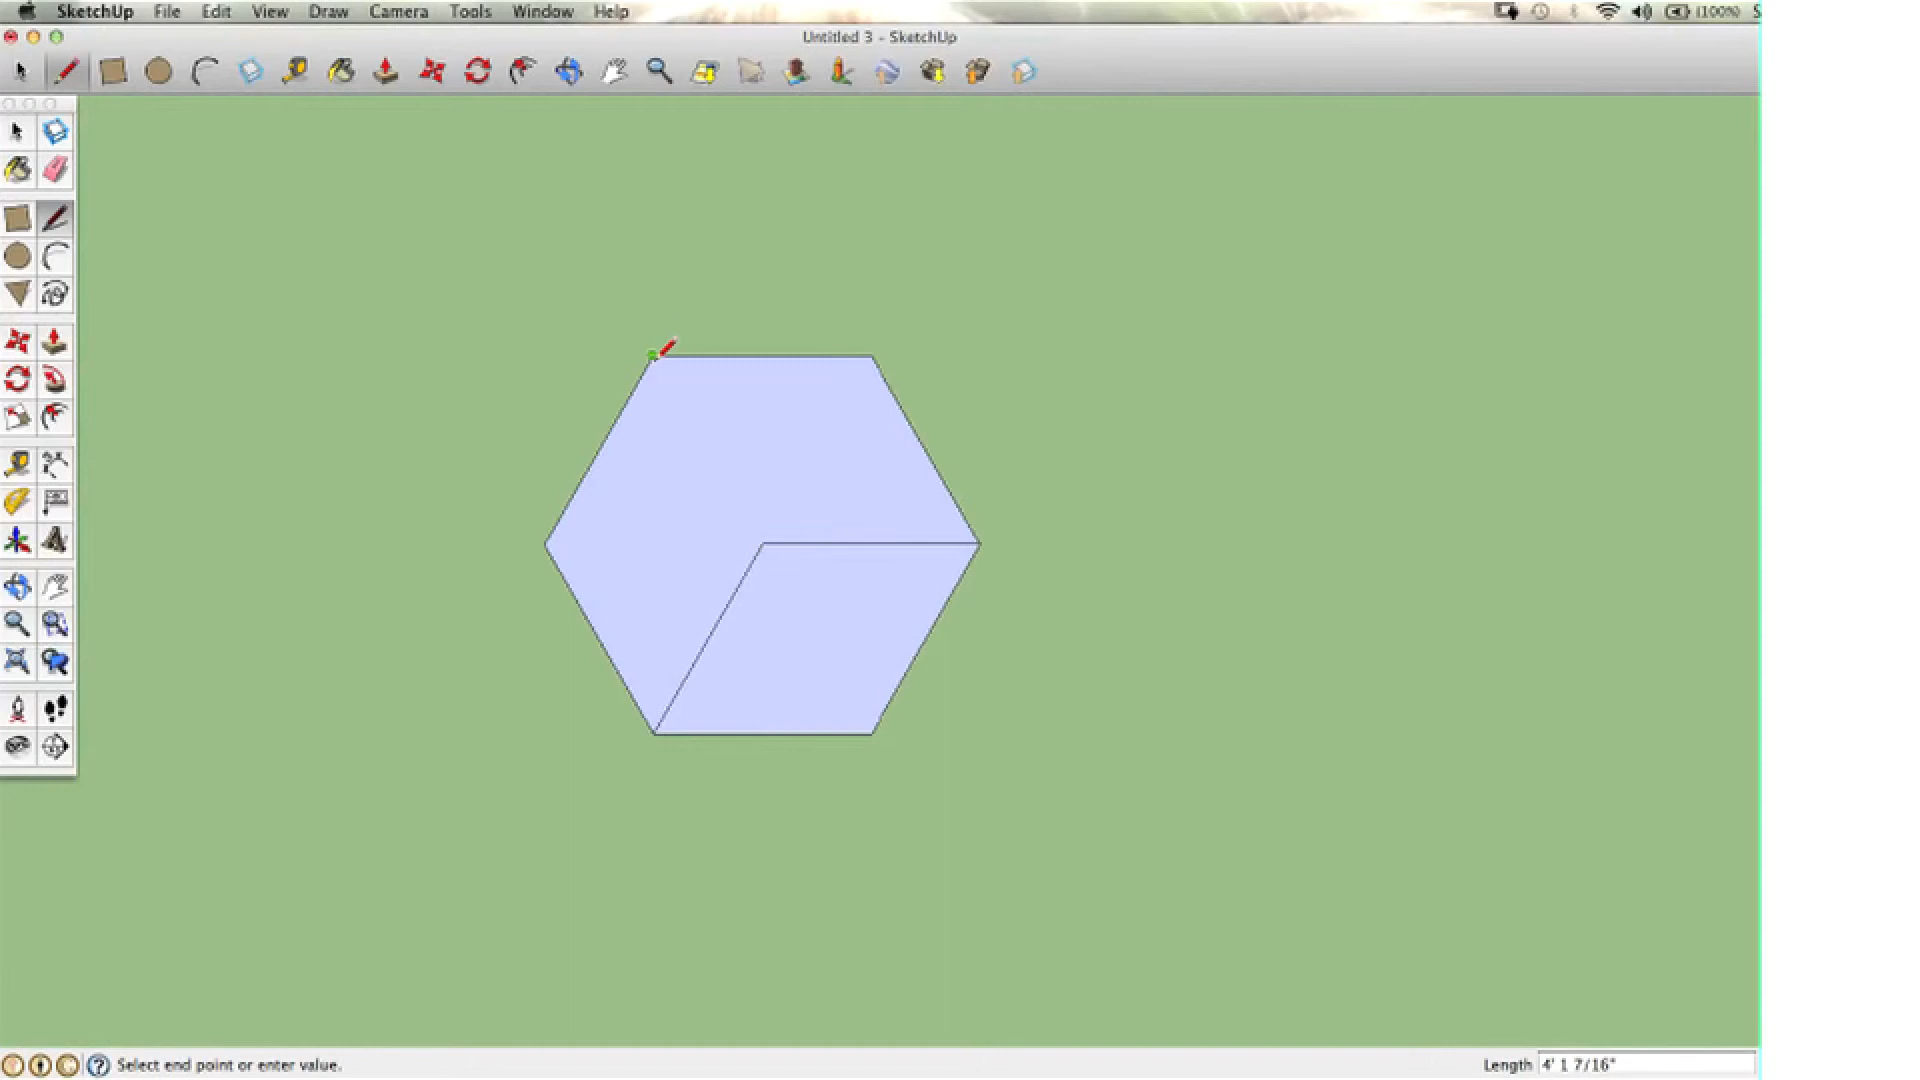 SketchUp File Edit View Draw Camera Tools Window Help (100%) S
Untitled 3 - SketchUp
Select end point or enter value. Length 4' 1 7/16"